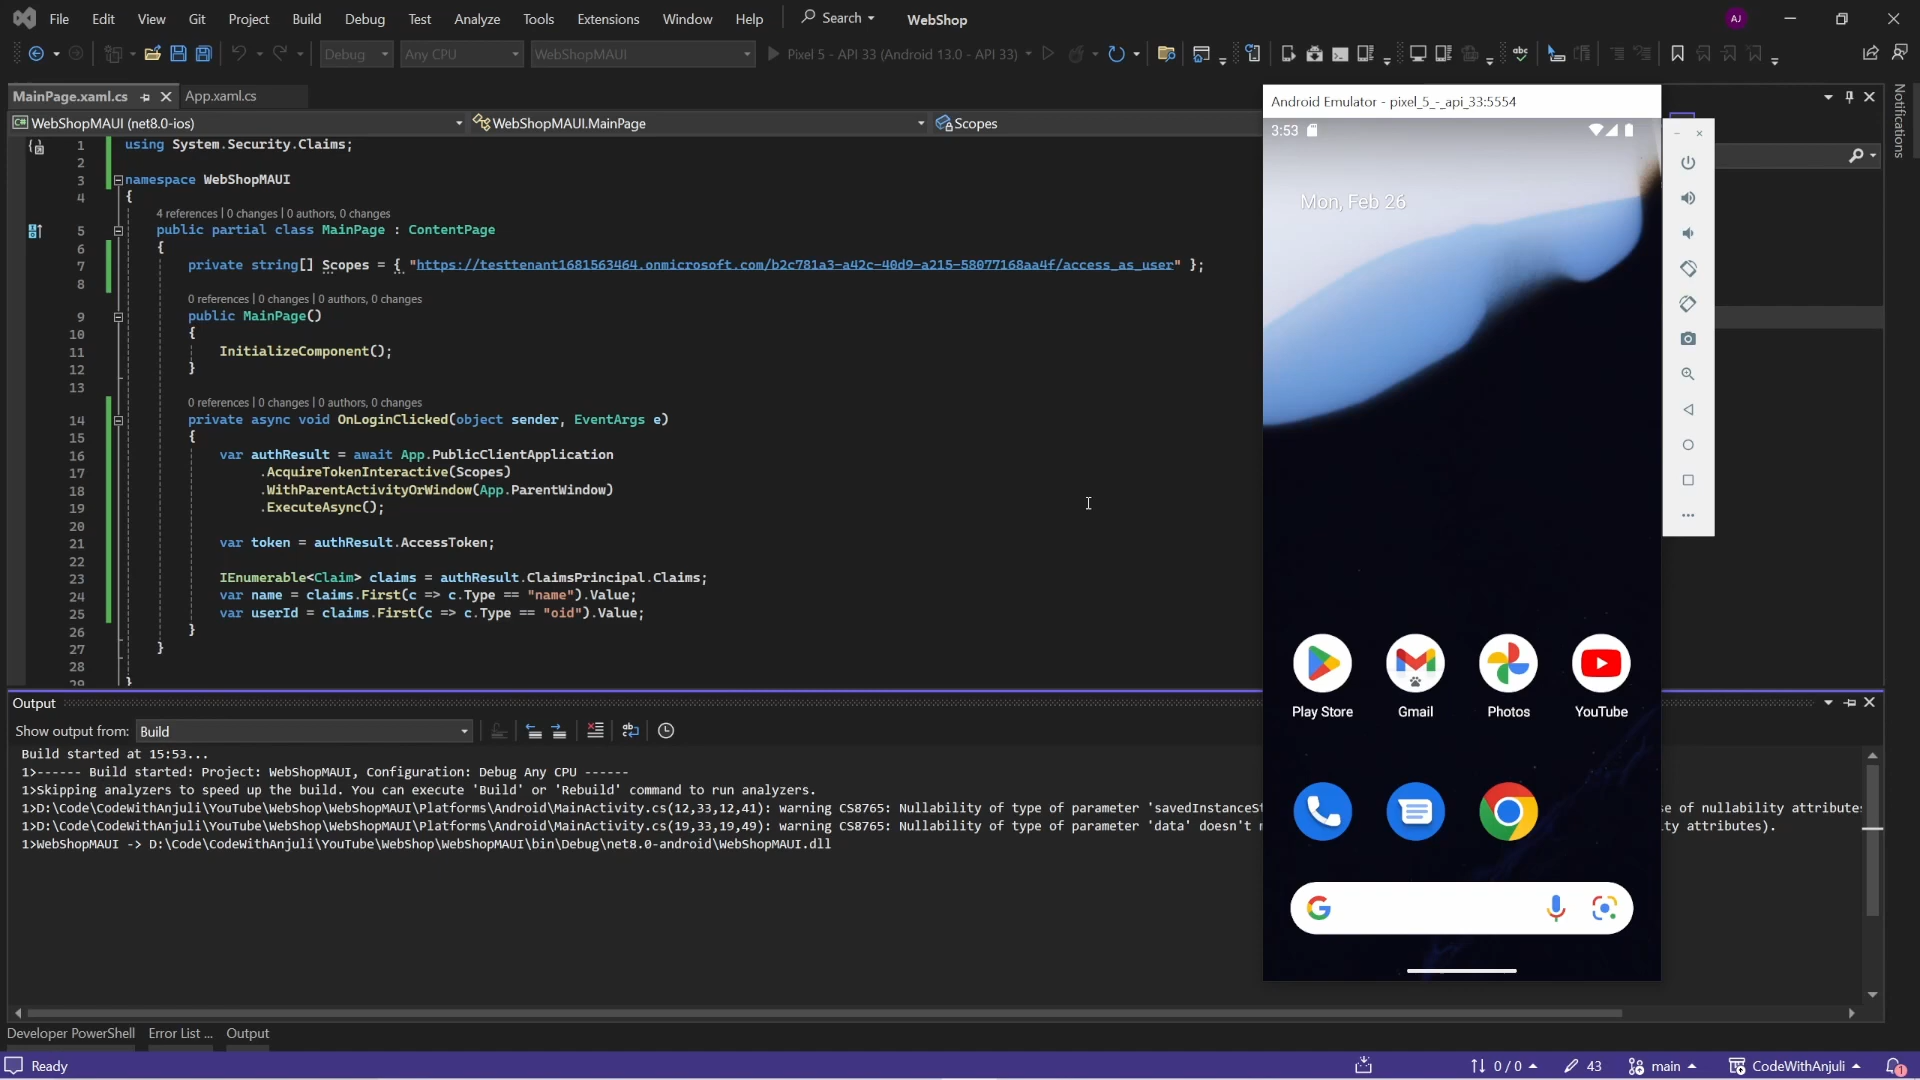 File Edit View Git Project Build Debug Test Analyze Tools Extensions Window Help Search WebShop AJ
Debug Any CPU WebShopMAUI Pixel 5 - API 33 (Android 13.0 - API 33)
MainPage.xaml.cs App.xaml.cs
WebShopMAUI (net8.0-ios) WebShopMAUI.MainPage Scopes
1 using System.Security.Claims;
2
3 namespace WebShopMAUI
4 {
4 references | 0 changes | 0 authors, 0 changes
5 public partial class MainPage : ContentPage
6 {
7 private string[] Scopes = { "https://testtenant1681563464.onmicrosoft.com/b2c781a3-a42c-40d9-a215-58077168aa4f/access_as_user" };
8
0 references | 0 changes | 0 authors, 0 changes
9 public MainPage()
10 {
11 InitializeComponent();
12 }
13
0 references | 0 changes | 0 authors, 0 changes
14 private async void OnLoginClicked(object sender, EventArgs e)
15 {
16 var authResult = await App.PublicClientApplication
17 .AcquireTokenInteractive(Scopes)
18 .WithParentActivityOrWindow(App.ParentWindow)
19 .ExecuteAsync();
20
21 var token = authResult.AccessToken;
22
23 IEnumerable<Claim> claims = authResult.ClaimsPrincipal.Claims;
24 var name = claims.First(c => c.Type == "name").Value;
25 var userId = claims.First(c => c.Type == "oid").Value;
26 }
27 }
28
29 }
Output
Show output from: Build
Build started at 15:53...
1>------ Build started: Project: WebShopMAUI, Configuration: Debug Any CPU ------
1>Skipping analyzers to speed up the build. You can execute 'Build' or 'Rebuild' command to run analyzers.
1>D:\Code\CodeWithAnjuli\YouTube\WebShop\WebShopMAUI\Platforms\Android\MainActivity.cs(12,33,12,41): warning CS8765: Nullability of type of parameter 'savedInstanceSt se of nullability attributes
1>D:\Code\CodeWithAnjuli\YouTube\WebShop\WebShopMAUI\Platforms\Android\MainActivity.cs(19,33,19,49): warning CS8765: Nullability of type of parameter 'data' doesn't ity attributes).
1>WebShopMAUI -> D:\Code\CodeWithAnjuli\YouTube\WebShop\WebShopMAUI\bin\Debug\net8.0-android\WebShopMAUI.dll
Developer PowerShell Error List ... Output
Ready 0 / 0 43 main CodeWithAnjuli 1
Android Emulator - pixel_5_-_api_33:5554
3:53
Mon, Feb 26
Play Store Gmail Photos YouTube
Notifications